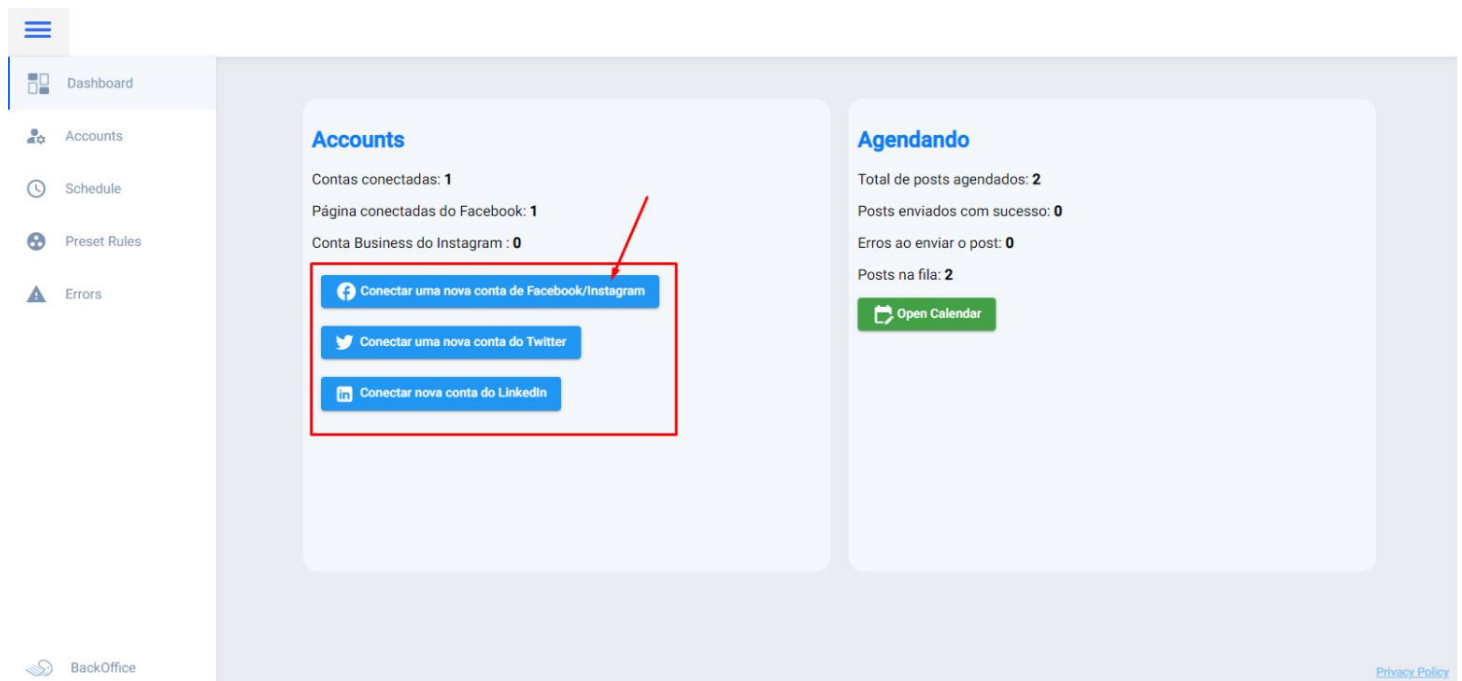 Dashboard
Accounts
Schedule
Preset Rules
Errors
BackOffice
Accounts
Contas conectadas: 1
Página conectadas do Facebook: 1
Conta Business do Instagram : 0
Conectar uma nova conta de Facebook/Instagram
Conectar uma nova conta do Twitter
Conectar nova conta do LinkedIn
Agendando
Total de posts agendados: 2
Posts enviados com sucesso: 0
Erros ao enviar o post: 0
Posts na fila: 2
Open Calendar
Privacy Policy